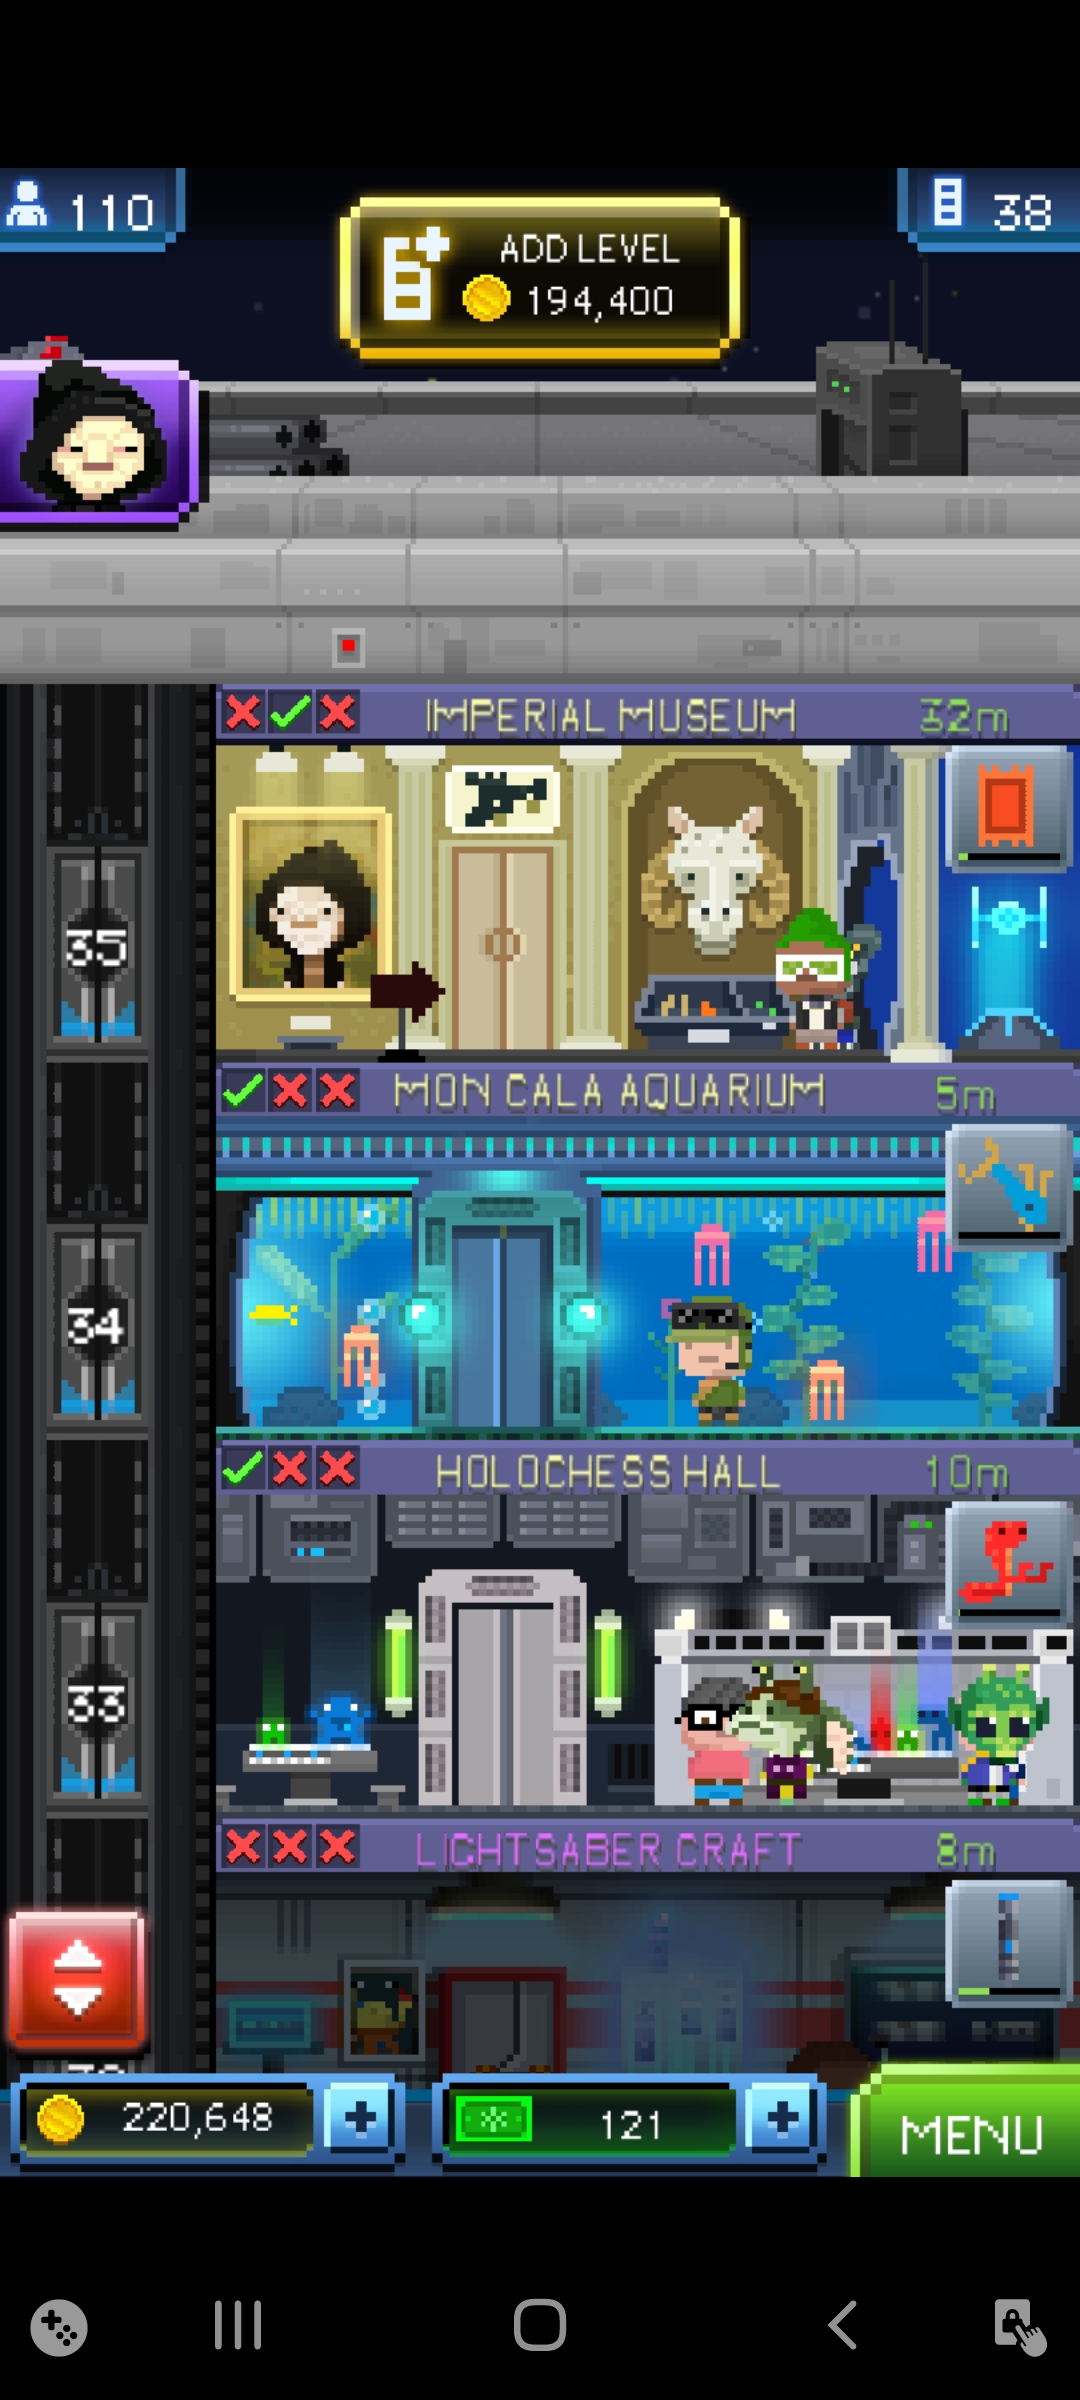 110
ADD LEVEL
194,400
38
IMPERIAL MUSEUM 32m
35
MON CALA AQUARIUM 5m
34
HOLOCHESS HALL 10m
33
LIGHTSABER CRAFT 8m
220,648
121
MENU